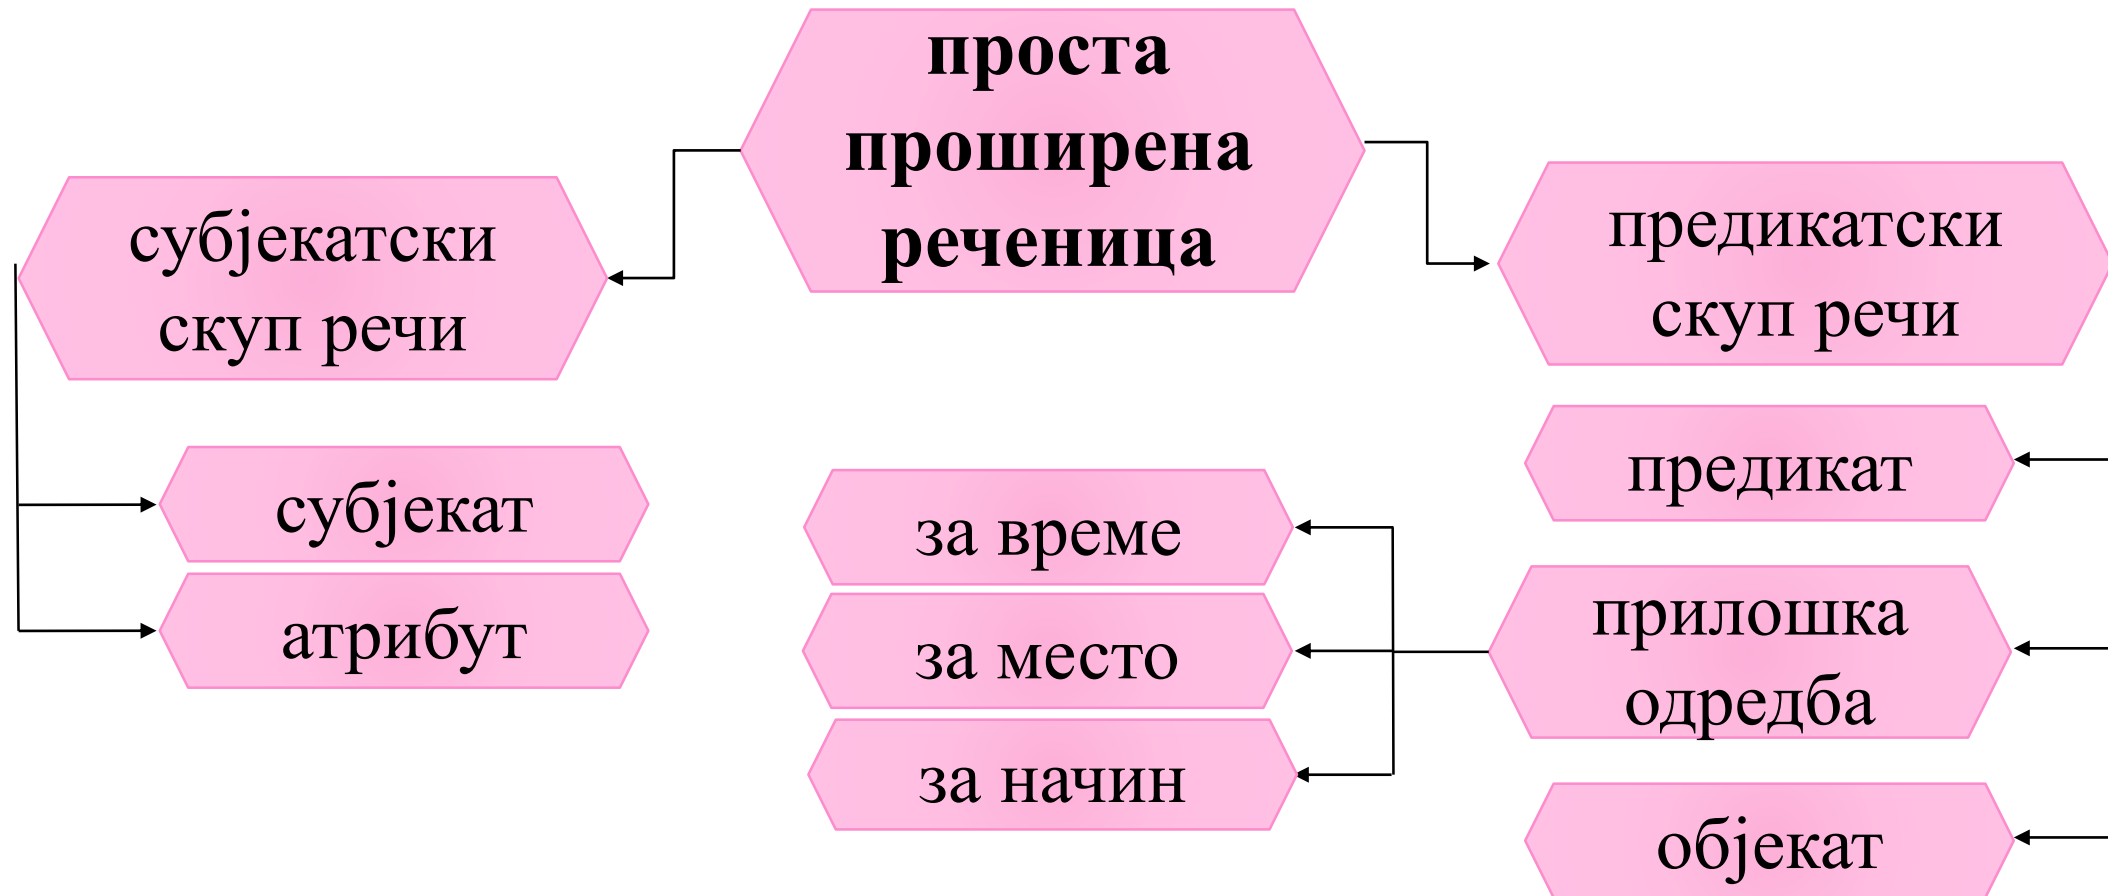 проста
проширена
реченица
субјекатски
скуп речи
предикатски
скуп речи
субјекат
атрибут
за време
за место
за начин
предикат
прилошка
одредба
објекат